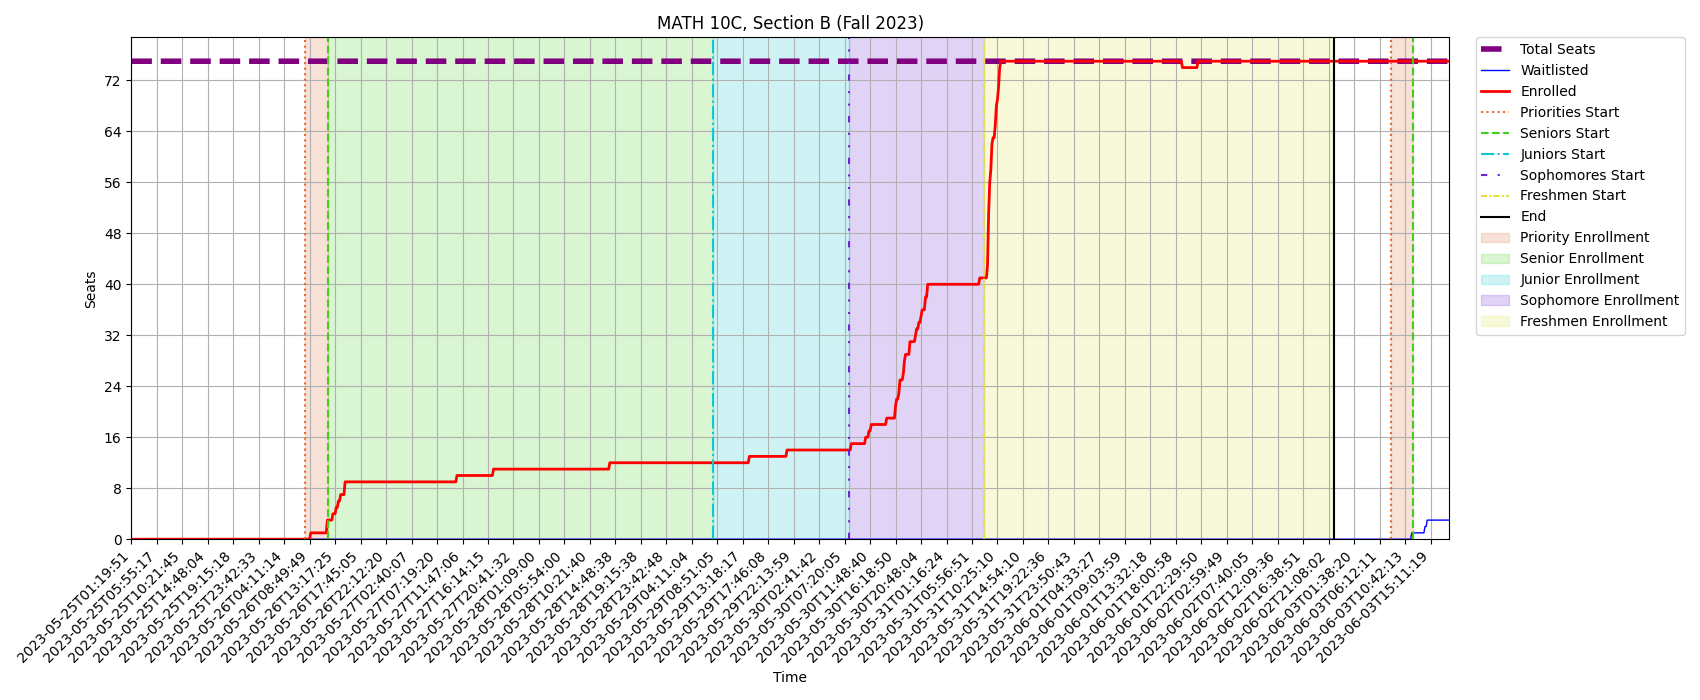 MATH 10C, Section B (Fall 2023)
Total Seats
Waitlisted
Enrolled
Priorities Start
Seniors Start
Juniors Start
Sophomores Start
Freshmen Start
End
Priority Enrollment
Senior Enrollment
Junior Enrollment
Sophomore Enrollment
Freshmen Enrollment
Seats
72
64
56
48
40
32
24
16
8
0
2023-05-25T01:19:51
2023-05-25T05:55:17
2023-05-25T10:21:45
2023-05-25T14:48:04
2023-05-25T19:15:18
2023-05-25T23:42:33
2023-05-26T04:11:14
2023-05-26T08:49:49
2023-05-26T13:17:25
2023-05-26T17:45:05
2023-05-26T22:12:20
2023-05-27T02:40:07
2023-05-27T07:19:20
2023-05-27T11:47:06
2023-05-27T16:14:15
2023-05-27T20:41:32
2023-05-28T01:09:00
2023-05-28T05:54:00
2023-05-28T10:21:40
2023-05-28T14:48:38
2023-05-28T19:15:38
2023-05-28T23:42:48
2023-05-29T04:11:04
2023-05-29T08:51:05
2023-05-29T13:18:17
2023-05-29T17:46:08
2023-05-29T22:13:59
2023-05-30T02:41:42
2023-05-30T07:20:05
2023-05-30T11:48:40
2023-05-30T16:18:50
2023-05-30T20:48:04
2023-05-31T01:16:24
2023-05-31T05:56:51
2023-05-31T10:25:10
2023-05-31T14:54:10
2023-05-31T19:22:36
2023-05-31T23:50:43
2023-06-01T04:33:27
2023-06-01T09:03:59
2023-06-01T13:32:18
2023-06-01T18:00:58
2023-06-01T22:29:50
2023-06-02T02:59:49
2023-06-02T07:40:05
2023-06-02T12:09:36
2023-06-02T16:38:51
2023-06-02T21:08:02
2023-06-03T01:38:20
2023-06-03T06:12:11
2023-06-03T10:42:13
2023-06-03T15:11:19
Time